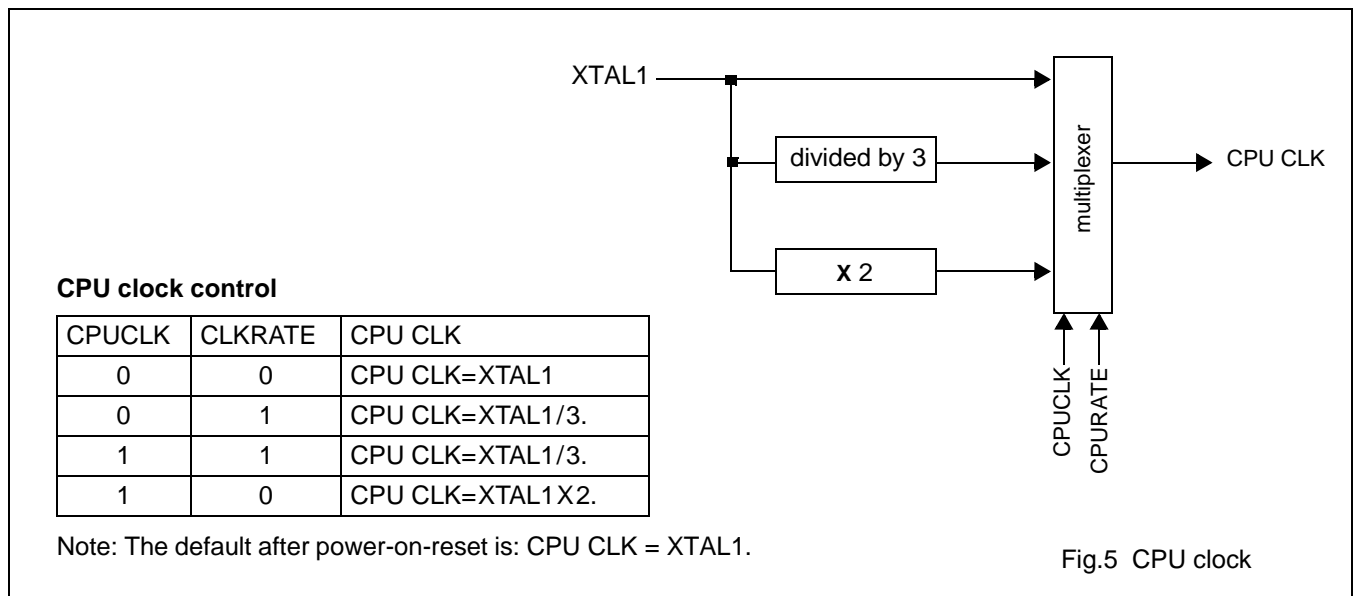 XTAL1
divided by 3
X 2
multiplexer
CPU CLK
CPUCLK
CPURATE
CPU clock control
CPUCLK CLKRATE CPU CLK
0 0 CPU CLK=XTAL1
0 1 CPU CLK=XTAL1/3.
1 1 CPU CLK=XTAL1/3.
1 0 CPU CLK=XTAL1X2.
Note: The default after power-on-reset is: CPU CLK = XTAL1.
Fig.5 CPU clock